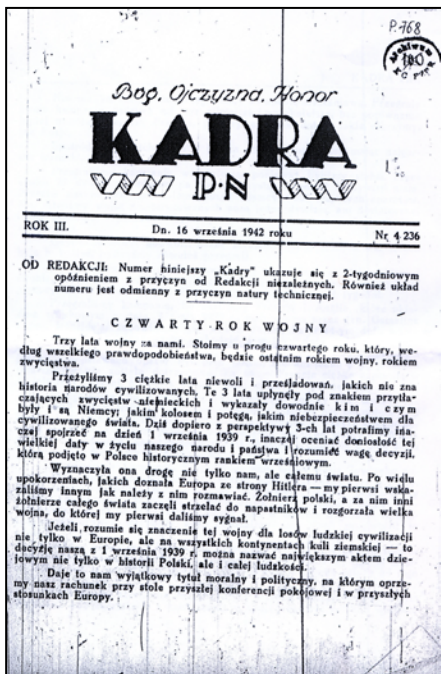 P. 768
Archiwum
KC PZPR
Bóg, Ojczyzna, Honor
KADRA
P·N
ROK III. Dn. 16 września 1942 roku Nr 4 236
OD REDAKCJI: Numer niniejszy „Kadry" ukazuje się z 2-tygodniowym
opóźnieniem z przyczyn od Redakcji niezależnych. Również układ
numeru jest odmienny z przyczyn natury technicznej.
CZWARTY ROK WOJNY
Trzy lata wojny za nami. Stoimy u progu czwartego roku, który, we-
dług wszelkiego prawdopodobieństwa, będzie ostatnim rokiem wojny, rokiem
zwycięstwa.
Przeżyliśmy 3 ciężkie lata niewoli i prześladowań, jakich nie zna
historia narodów cywilizowanych. Te 3 lata upłynęły pod znakiem przytła-
czających zwycięstw niemieckich i wykazały dowodnie kim i czym
były i są Niemcy; jakim kolosem i potęgą, jakim niebezpieczeństwem dla
cywilizowanego świata. Dziś dopiero z perspektywy 3-ch lat potrafimy ina-
czej spojrzeć na dzień 1 września 1939 r., inaczej oceniać doniosłość tej
wielkiej daty w życiu naszego narodu i państwa i rozumieć wagę decyzji,
którą podjęto w Polsce historycznym rankiem wrześniowym.
Wyznaczyła ona drogę nie tylko nam, ale całemu światu. Po wielu
upokorzeniach, jakich doznała Europa ze strony Hitlera — my pierwsi wska-
zaliśmy innym jak należy z nim rozmawiać. Żołnierz polski, a za nim inni
żołnierze całego świata zaczęli strzelać do napastników i rozgorzała wielka
wojna, do której my pierwsi daliśmy sygnał.
Jeżeli rozumie się znaczenie tej wojny dla losów ludzkiej cywilizacji
nie tylko w Europie, ale na wszystkich kontynentach kuli ziemskiej — to
decyzję naszą z 1 września 1939 r. można nazwać największym aktem dzie-
jowym nie tylko w historii Polski, ale i całej ludzkości.
Daje to nam wyjątkowy tytuł moralny i polityczny, na którym oprze-
my nasz rachunek przy stole przyszłej konferencji pokojowej i w przyszłych
stosunkach Europy.